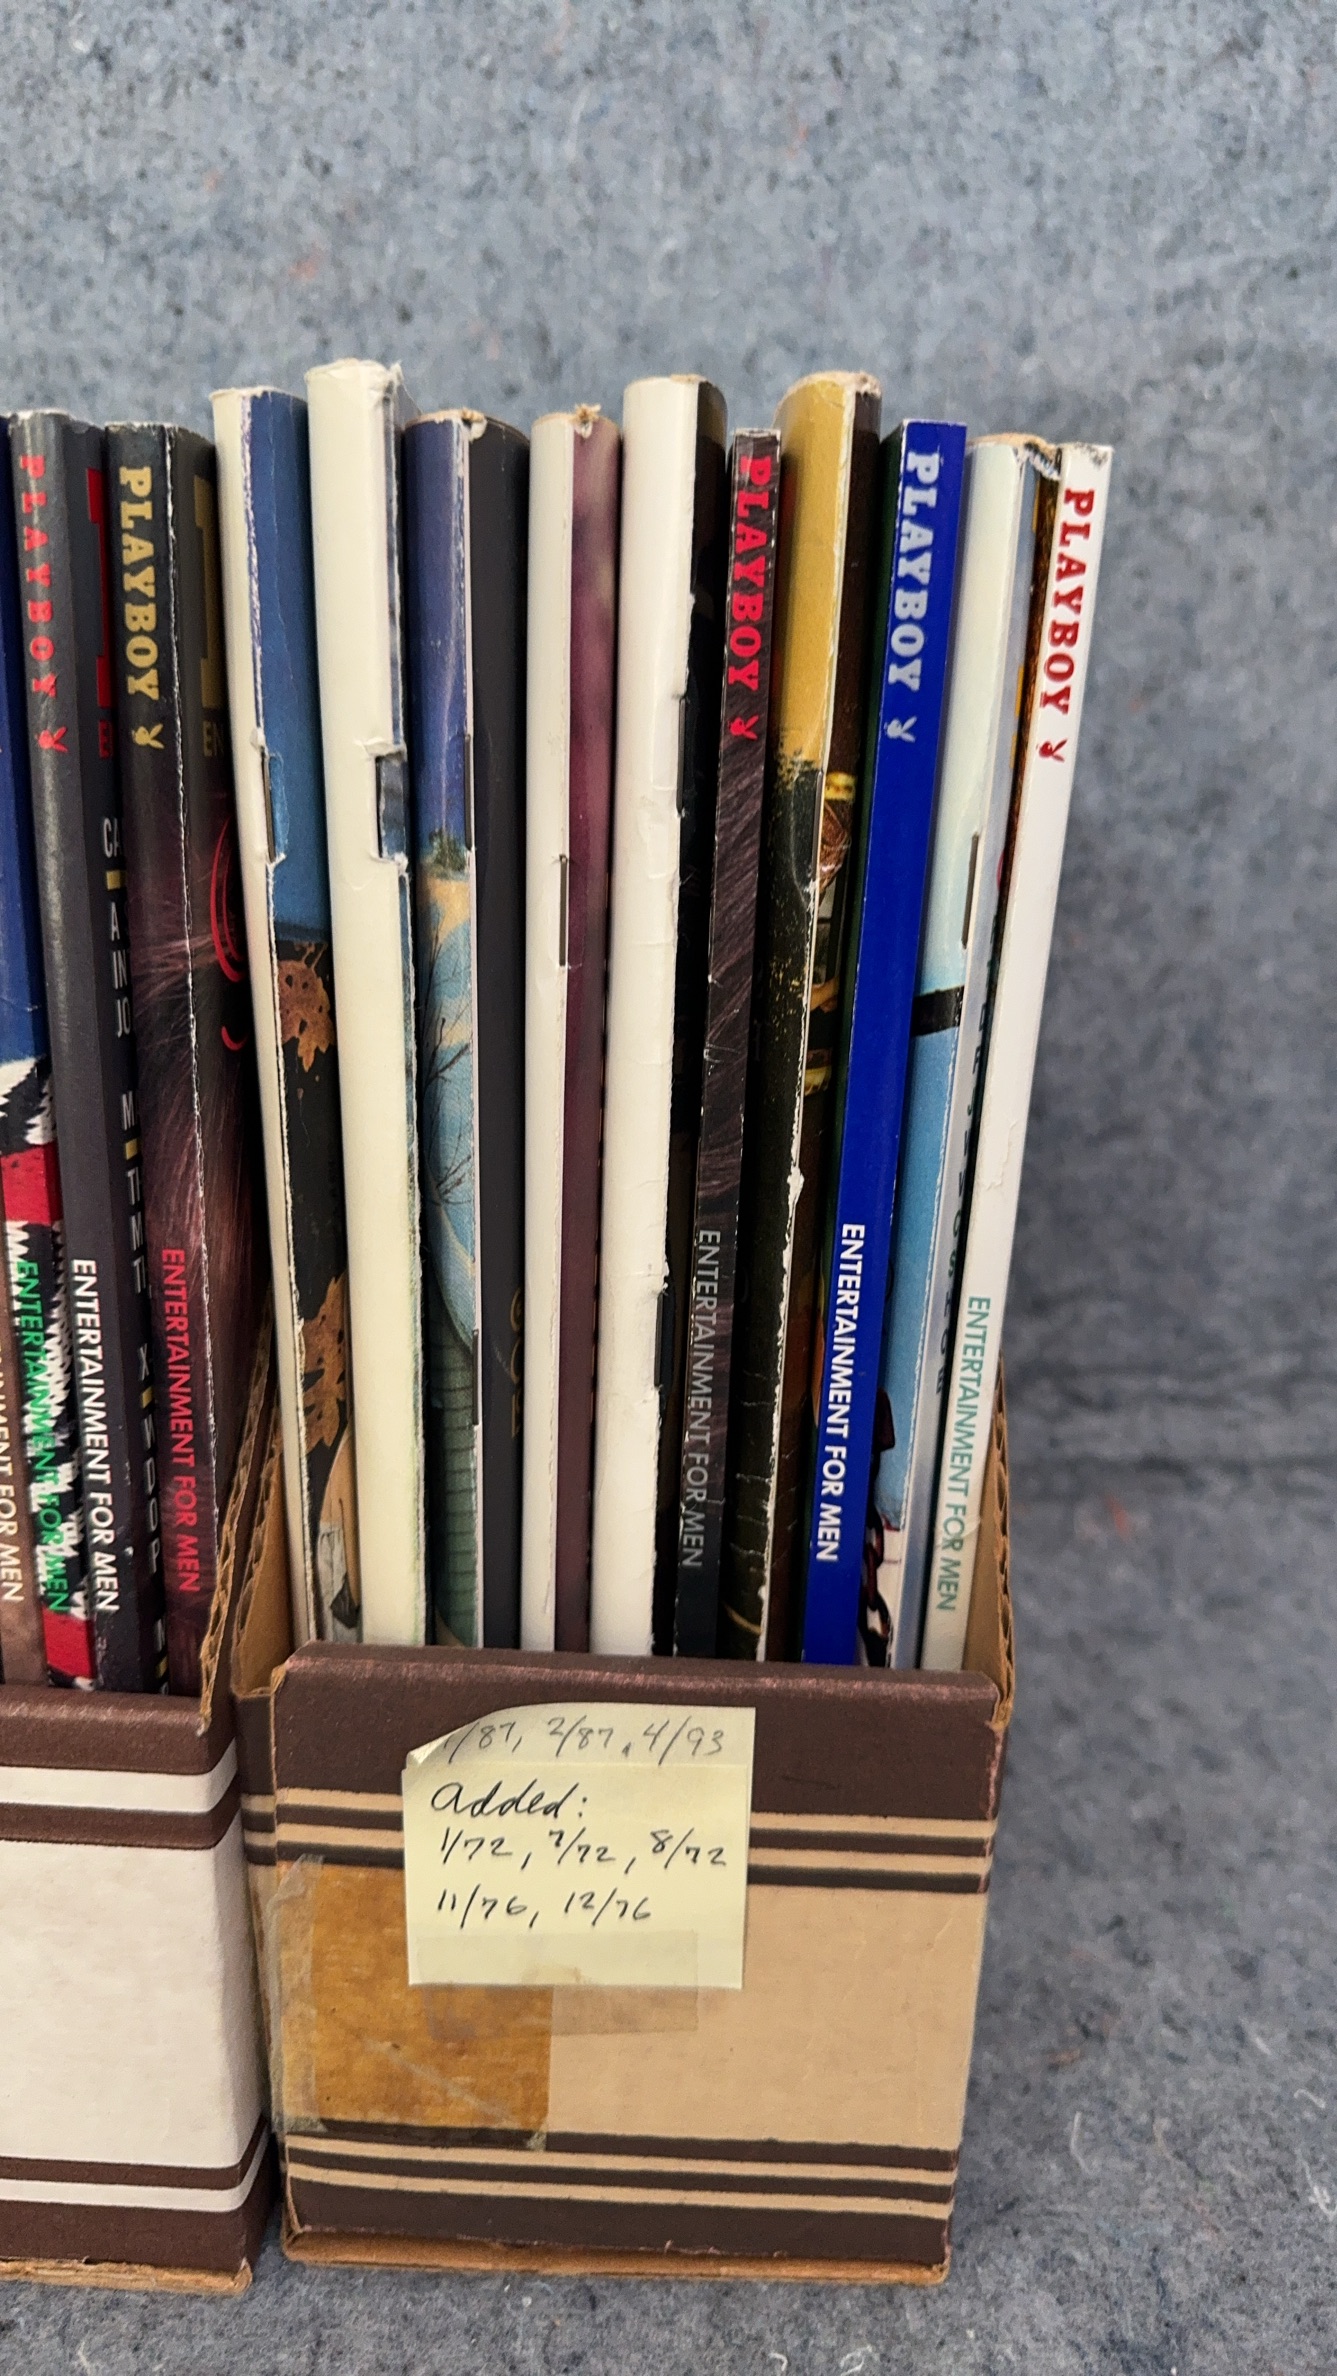 PLAYBOY
ENTERTAINMENT FOR MEN
ENTERTAINMENT FOR MEN
PLAYBOY
ENTERTAINMENT FOR MEN
PLAYBOY
ENTERTAINMENT FOR MEN
PLAYBOY
ENTERTAINMENT FOR MEN
PLAYBOY
ENTERTAINMENT FOR MEN
1/87, 2/87, 4/93
Added:
1/72, 7/72, 8/72
11/76, 12/76